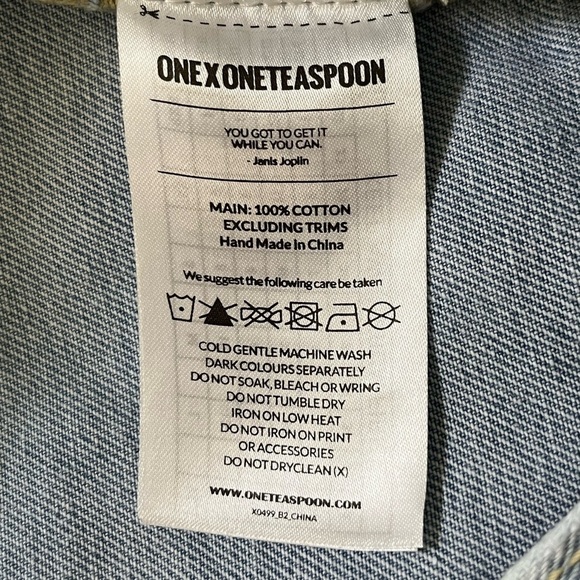 ONEXONETEASPOON
YOU GOT TO GET IT
WHILE YOU CAN.
- Janis Joplin
MAIN: 100% COTTON
EXCLUDING TRIMS
Hand Made in China
We suggest the following care be taken
COLD GENTLE MACHINE WASH
DARK COLOURS SEPARATELY
DO NOT SOAK, BLEACH OR WRING
DO NOT TUMBLE DRY
IRON ON LOW HEAT
DO NOT IRON ON PRINT
OR ACCESSORIES
DO NOT DRYCLEAN (X)
WWW.ONETEASPOON.COM
X0499_B2_CHINA